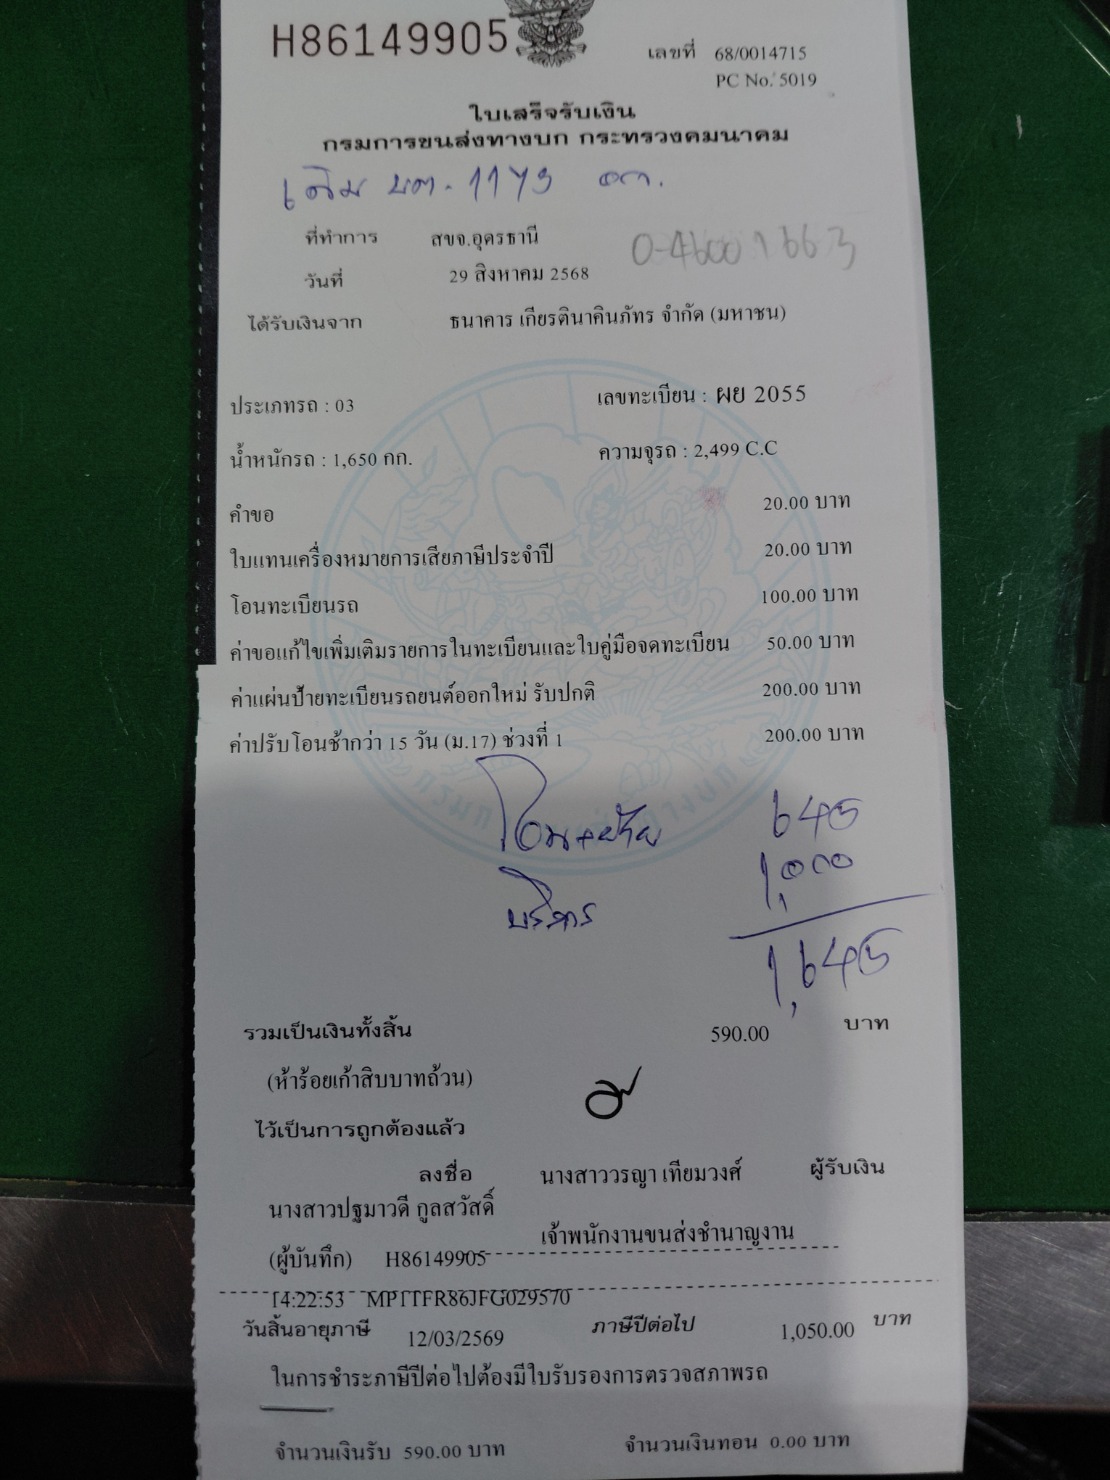 H86149905
เลขที่ 68/0014715
PC No. 5019
ใบเสร็จรับเงิน
กรมการขนส่งทางบก กระทรวงคมนาคม
เดิม บต-1173 อด.
ที่ทำการ สขจ.อุดรธานี
0-46001663
วันที่ 29 สิงหาคม 2568
ได้รับเงินจาก ธนาคาร เกียรตินาคินภัทร จำกัด (มหาชน)
ประเภทรถ : 03 เลขทะเบียน : ผย 2055
น้ำหนักรถ : 1,650 กก. ความจุรถ : 2,499 C.C
คำขอ 20.00 บาท
ใบแทนเครื่องหมายการเสียภาษีประจำปี 20.00 บาท
โอนทะเบียนรถ 100.00 บาท
ค่าขอแก้ไขเพิ่มเติมรายการในทะเบียนและใบคู่มือจดทะเบียน 50.00 บาท
ค่าแผ่นป้ายทะเบียนรถยนต์ออกใหม่ รับปกติ 200.00 บาท
ค่าปรับโอนช้ากว่า 15 วัน (ม.17) ช่วงที่ 1 200.00 บาท
โอน+ย้าย 645
บริการ 1,000
1,645
รวมเป็นเงินทั้งสิ้น 590.00 บาท
(ห้าร้อยเก้าสิบบาทถ้วน)
ไว้เป็นการถูกต้องแล้ว
ลงชื่อ นางสาววรญา เทียมวงศ์ ผู้รับเงิน
นางสาวปฐมาวดี กูลสวัสดิ์
เจ้าพนักงานขนส่งชำนาญงาน
(ผู้บันทึก) H86149905
14:22:53 MP1TFR86JFG029570
วันสิ้นอายุภาษี 12/03/2569 ภาษีปีต่อไป 1,050.00 บาท
ในการชำระภาษีปีต่อไปต้องมีใบรับรองการตรวจสภาพรถ
จำนวนเงินรับ 590.00 บาท จำนวนเงินทอน 0.00 บาท